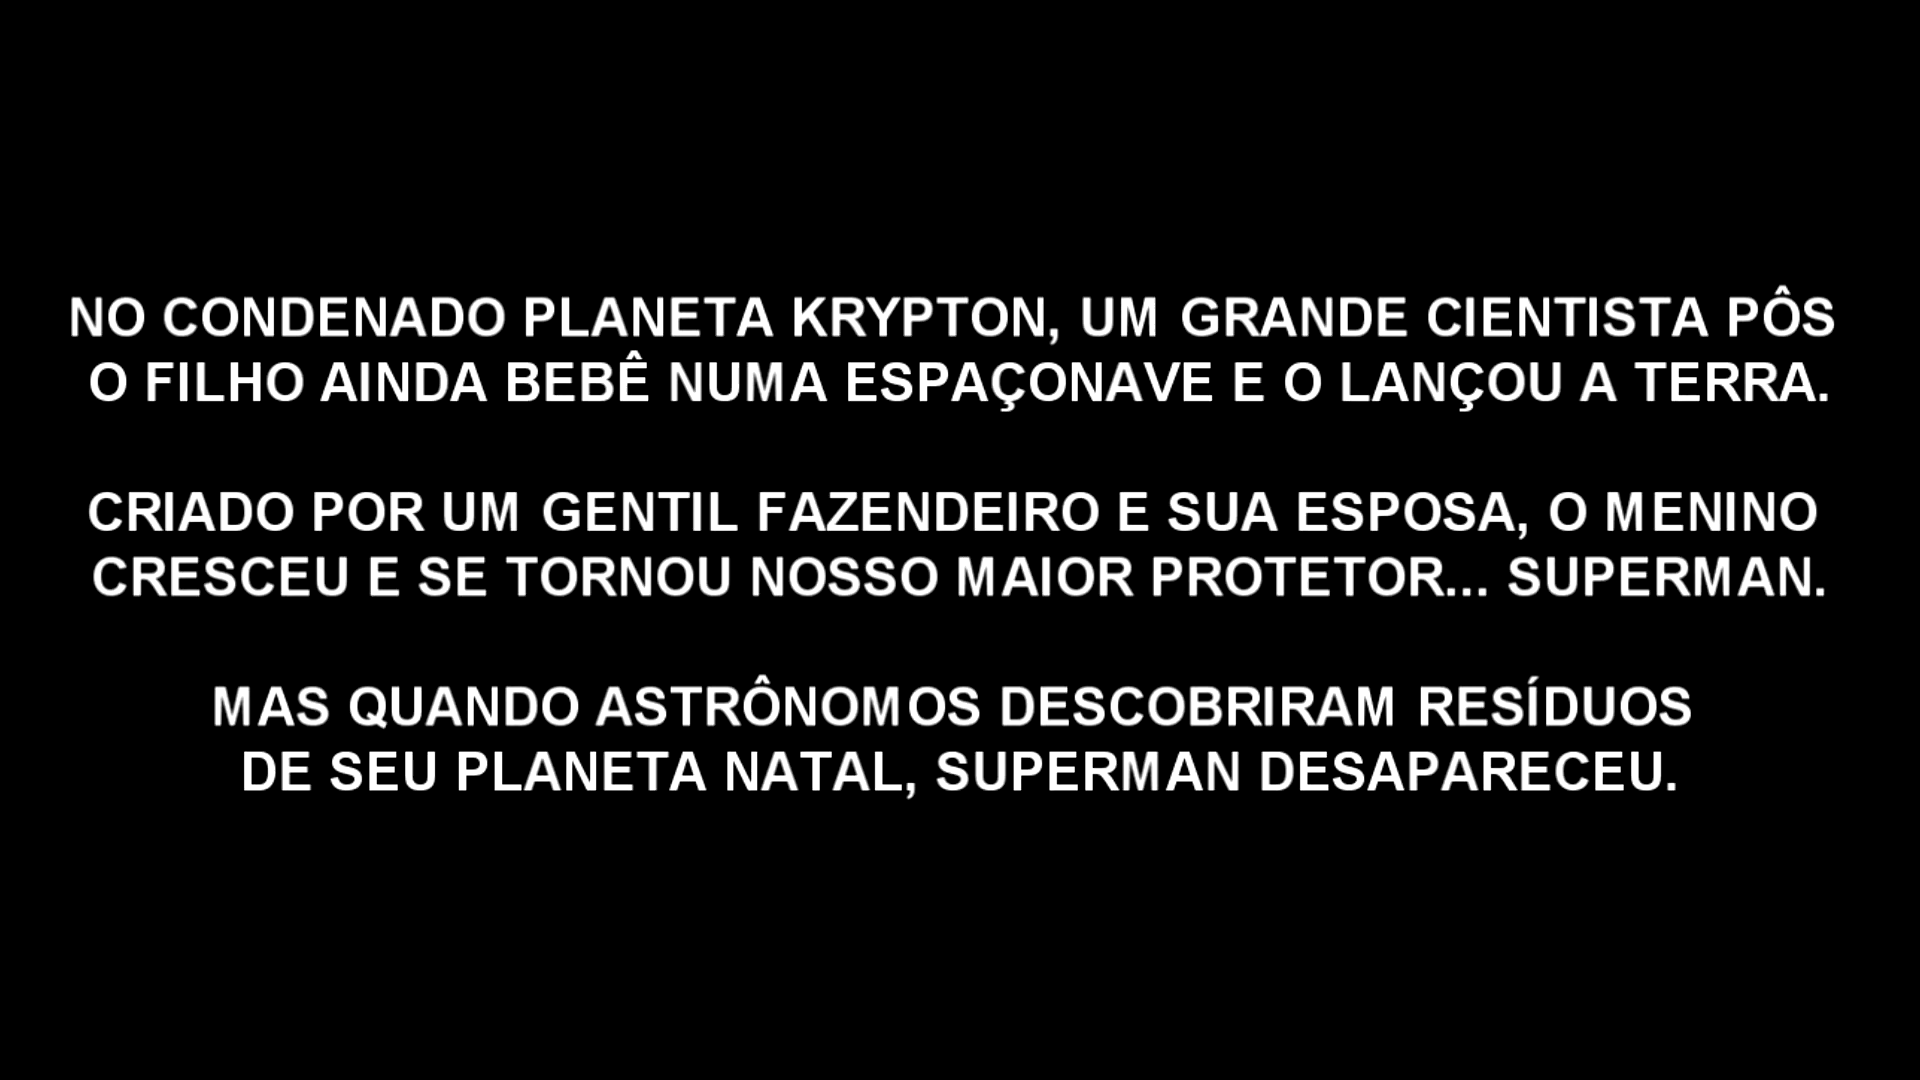 NO CONDENADO PLANETA KRYPTON, UM GRANDE CIENTISTA PÔS
O FILHO AINDA BEBÊ NUMA ESPAÇONAVE E O LANÇOU A TERRA.
CRIADO POR UM GENTIL FAZENDEIRO E SUA ESPOSA, O MENINO
CRESCEU E SE TORNOU NOSSO MAIOR PROTETOR... SUPERMAN.
MAS QUANDO ASTRÔNOMOS DESCOBRIRAM RESÍDUOS
DE SEU PLANETA NATAL, SUPERMAN DESAPARECEU.